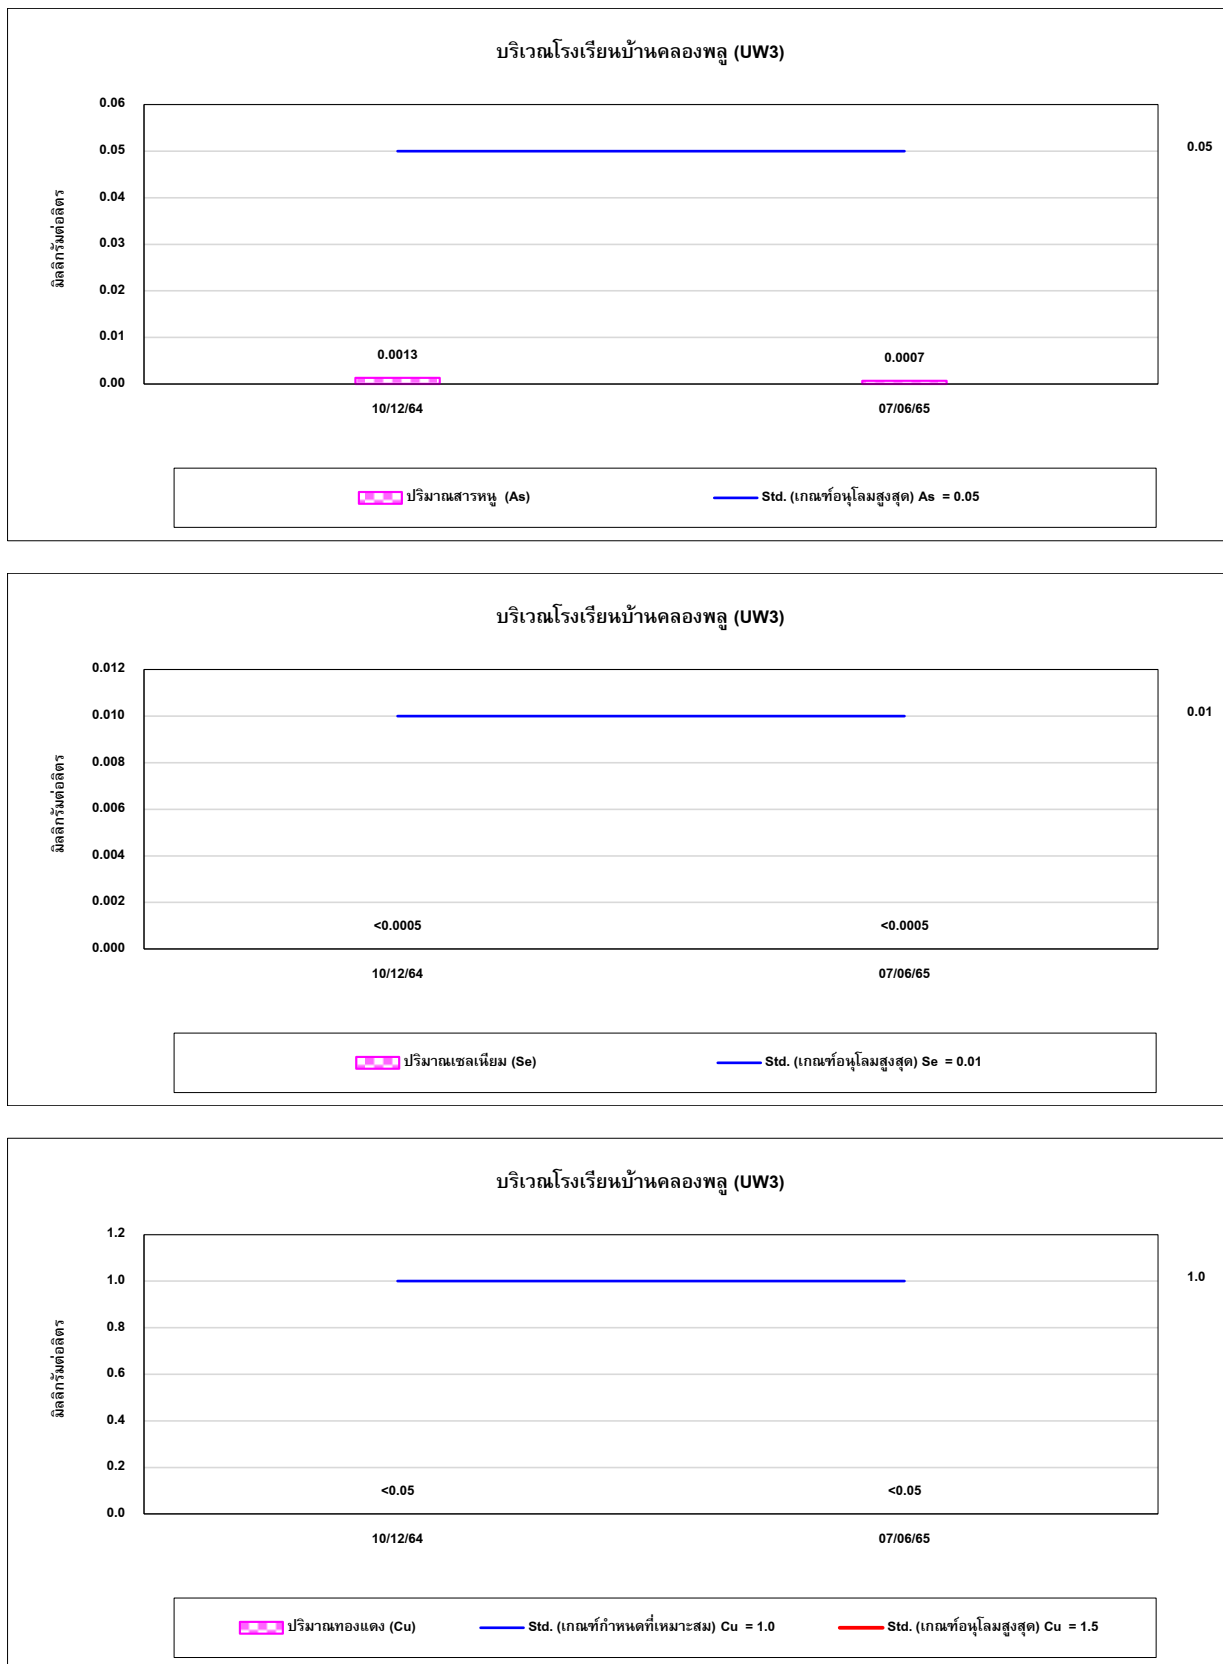 บริเวณโรงเรียนบ้านคลองพลู (UW3)
0.06
0.05
0.05
0.04
0.03
0.02
0.01
0.00
มิลลิกรัมต่อลิตร
0.0013
0.0007
10/12/64
07/06/65
ปริมาณสารหนู (As)
Std. (เกณฑ์อนุโลมสูงสุด) As = 0.05
บริเวณโรงเรียนบ้านคลองพลู (UW3)
0.012
0.010
0.01
0.008
0.006
0.004
0.002
0.000
มิลลิกรัมต่อลิตร
<0.0005
<0.0005
10/12/64
07/06/65
ปริมาณเซลเนียม (Se)
Std. (เกณฑ์อนุโลมสูงสุด) Se = 0.01
บริเวณโรงเรียนบ้านคลองพลู (UW3)
1.2
1.0
1.0
0.8
0.6
0.4
0.2
0.0
มิลลิกรัมต่อลิตร
<0.05
<0.05
10/12/64
07/06/65
ปริมาณทองแดง (Cu)
Std. (เกณฑ์กำหนดที่เหมาะสม) Cu = 1.0
Std. (เกณฑ์อนุโลมสูงสุด) Cu = 1.5